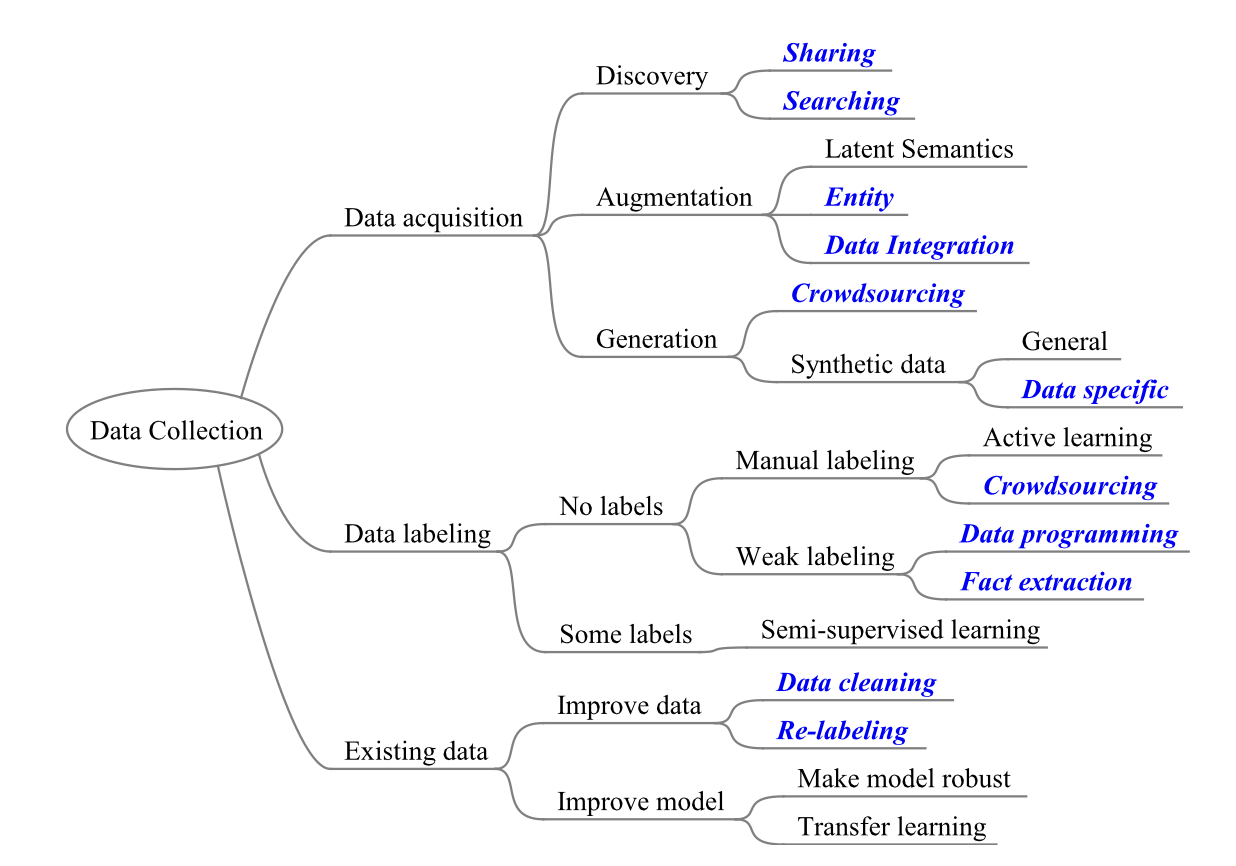 Sharing
Discovery
Searching
Latent Semantics
Augmentation
Entity
Data acquisition
Data Integration
Crowdsourcing
Generation
General
Synthetic data
Data specific
Data Collection
Active learning
Manual labeling
Crowdsourcing
No labels
Data labeling
Data programming
Weak labeling
Fact extraction
Some labels
Semi-supervised learning
Data cleaning
Improve data
Re-labeling
Existing data
Make model robust
Improve model
Transfer learning